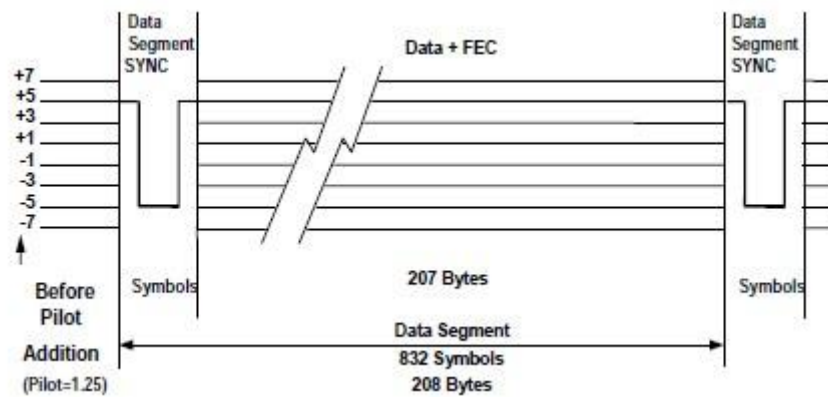 Data
Segment
SYNC
Data + FEC
Data
Segment
SYNC
+7
+5
+3
+1
-1
-3
-5
-7
Before
Pilot
Addition
(Pilot=1.25)
Symbols
207 Bytes
Symbols
Data Segment
832 Symbols
208 Bytes